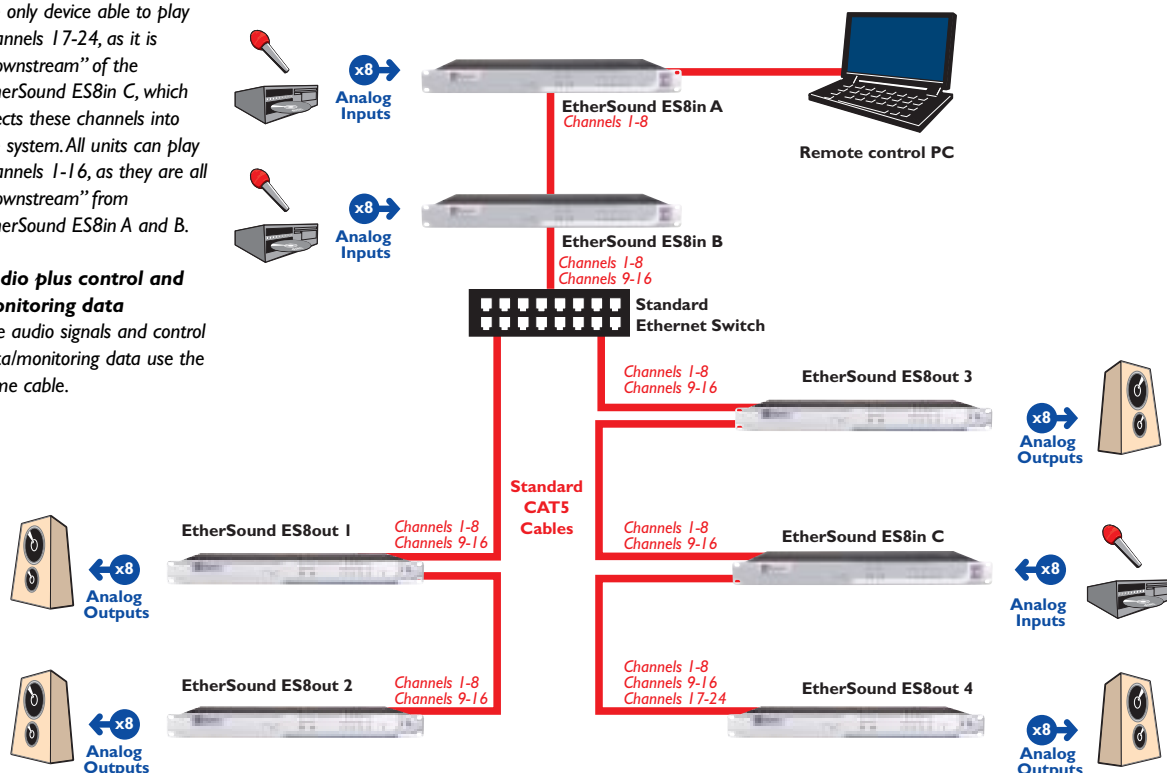 only device able to play
annels 17-24, as it is
ownstream” of the
herSound ES8in C, which
ects these channels into
system. All units can play
annels 1-16, as they are all
ownstream” from
erSound ES8in A and B.
dio plus control and
onitoring data
e audio signals and control
ta/monitoring data use the
me cable.
x8
Analog
Inputs
EtherSound ES8in A
Channels 1-8
Remote control PC
x8
Analog
Inputs
EtherSound ES8in B
Channels 1-8
Channels 9-16
Standard
Ethernet Switch
Channels 1-8
Channels 9-16
EtherSound ES8out 3
x8
Analog
Outputs
Standard
CAT5
Cables
EtherSound ES8out 1
Channels 1-8
Channels 9-16
x8
Analog
Outputs
Channels 1-8
Channels 9-16
EtherSound ES8in C
x8
Analog
Inputs
EtherSound ES8out 2
Channels 1-8
Channels 9-16
x8
Analog
Outputs
Channels 1-8
Channels 9-16
Channels 17-24
EtherSound ES8out 4
x8
Analog
Outputs